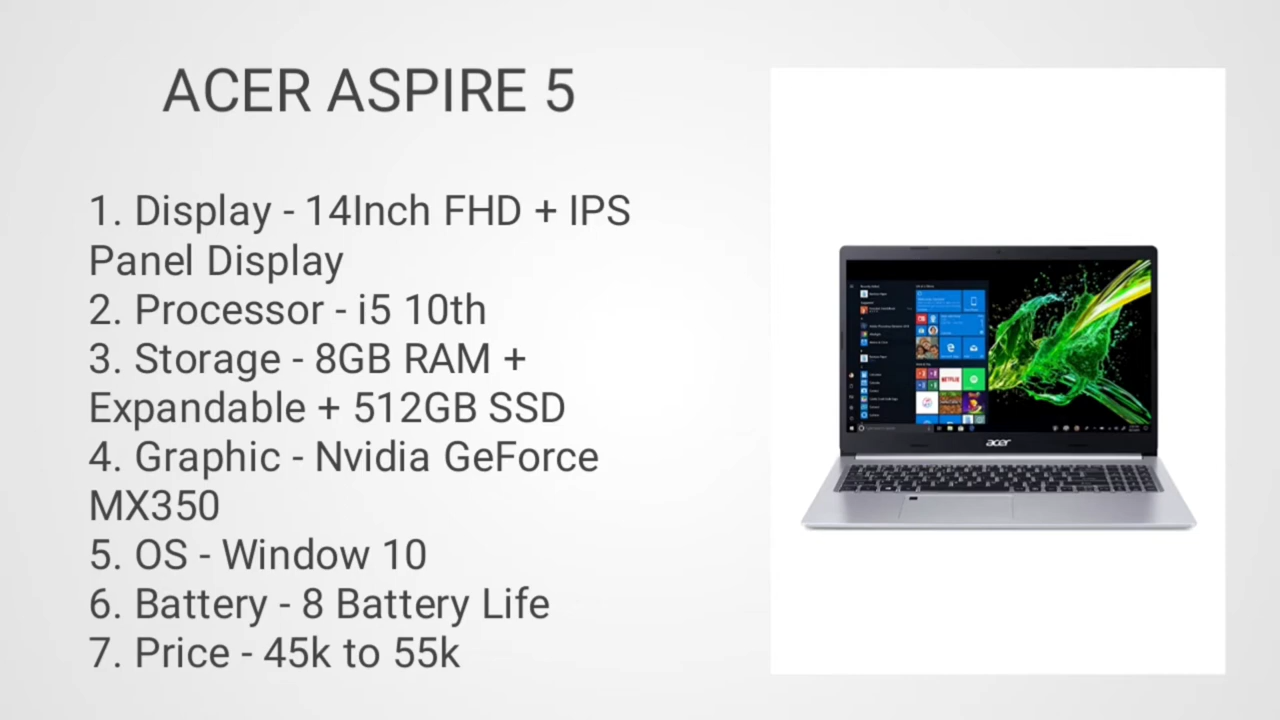 ACER ASPIRE 5
1. Display - 14Inch FHD + IPS
Panel Display
2. Processor - i5 10th
3. Storage - 8GB RAM +
Expandable + 512GB SSD
4. Graphic - Nvidia GeForce
MX350
5. OS - Window 10
6. Battery - 8 Battery Life
7. Price - 45k to 55k
NETFLIX
acer